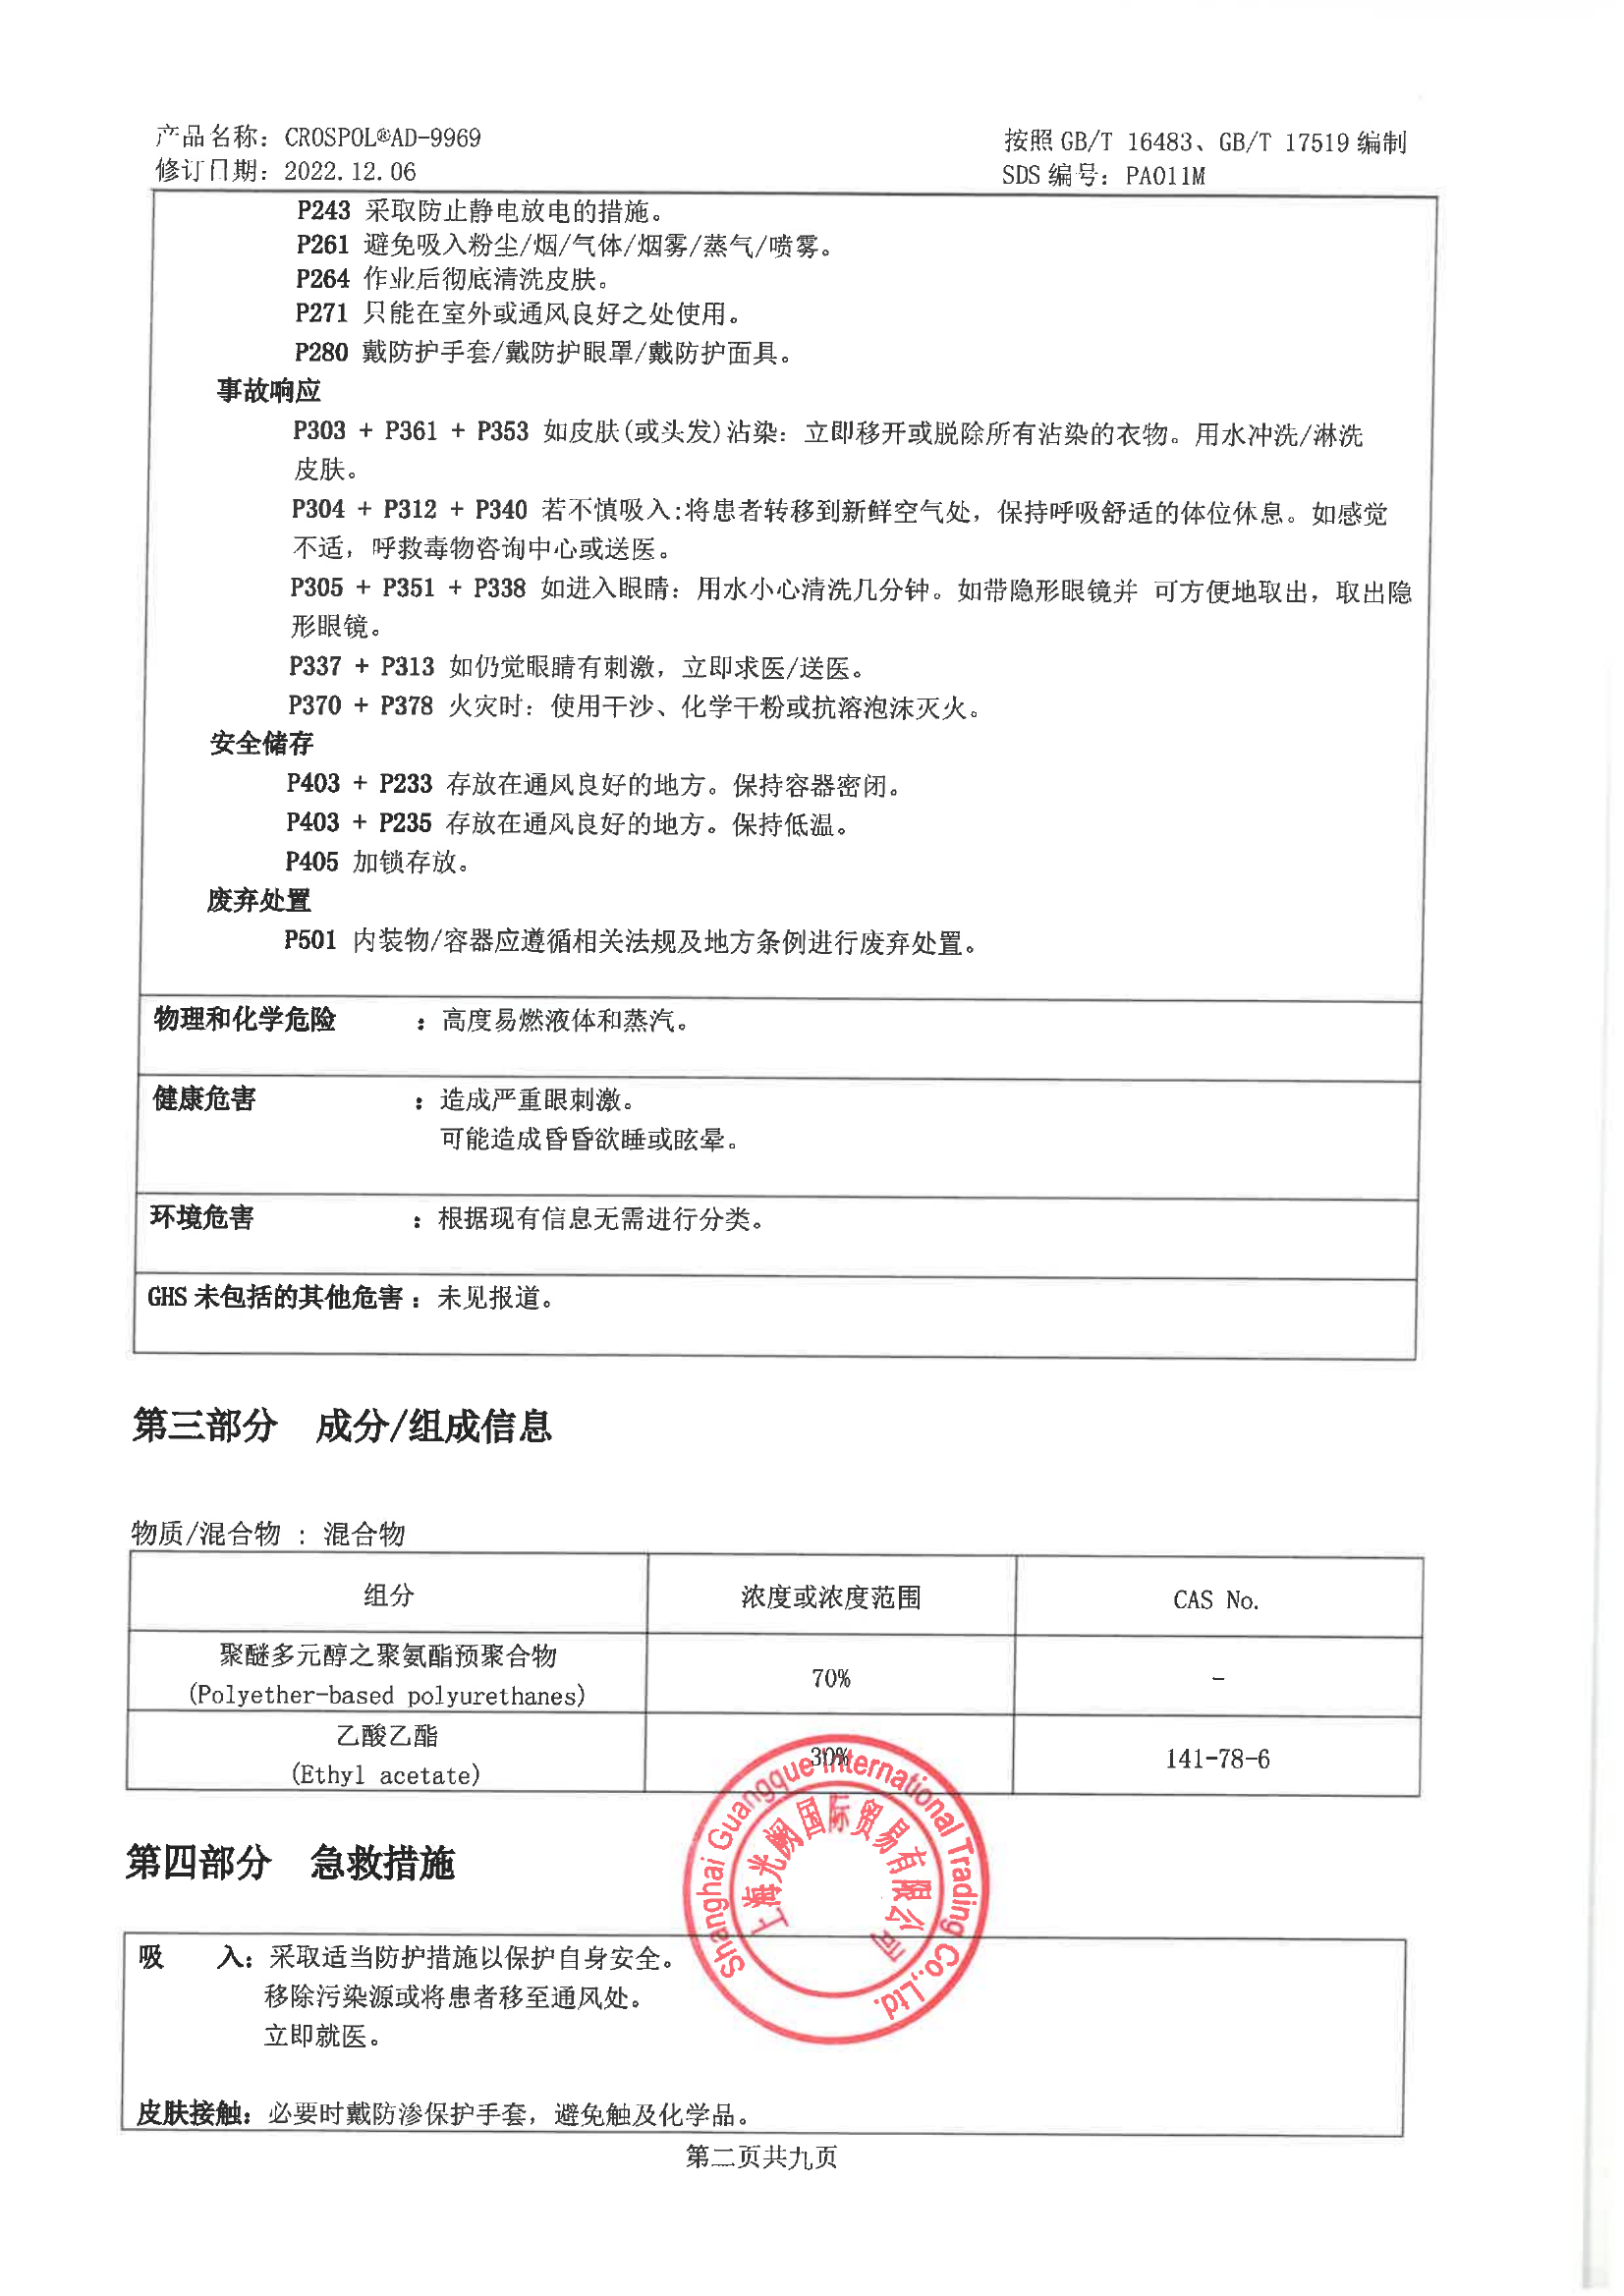 产品名称: CROSPOL®AD-9969
按照 GB/T 16483、GB/T 17519 编制
修订日期: 2022.12.06
SDS 编号: PA011M
P243 采取防止静电放电的措施。
P261 避免吸入粉尘/烟/气体/烟雾/蒸气/喷雾。
P264 作业后彻底清洗皮肤。
P271 只能在室外或通风良好之处使用。
P280 戴防护手套/戴防护眼罩/戴防护面具。
事故响应
P303 + P361 + P353 如皮肤(或头发)沾染: 立即移开或脱除所有沾染的衣物。用水冲洗/淋洗
皮肤。
P304 + P312 + P340 若不慎吸入:将患者转移到新鲜空气处, 保持呼吸舒适的体位休息。如感觉
不适, 呼救毒物咨询中心或送医。
P305 + P351 + P338 如进入眼睛: 用水小心清洗几分钟。如带隐形眼镜并 可方便地取出, 取出隐
形眼镜。
P337 + P313 如仍觉眼睛有刺激, 立即求医/送医。
P370 + P378 火灾时: 使用干沙、化学干粉或抗溶泡沫灭火。
安全储存
P403 + P233 存放在通风良好的地方。保持容器密闭。
P403 + P235 存放在通风良好的地方。保持低温。
P405 加锁存放。
废弃处置
P501 内装物/容器应遵循相关法规及地方条例进行废弃处置。
物理和化学危险 : 高度易燃液体和蒸汽。
健康危害 : 造成严重眼刺激。
可能造成昏昏欲睡或眩晕。
环境危害 : 根据现有信息无需进行分类。
GHS 未包括的其他危害 : 未见报道。
第三部分 成分/组成信息
物质/混合物 : 混合物
组分 浓度或浓度范围 CAS No.
聚醚多元醇之聚氨酯预聚合物
(Polyether-based polyurethanes) 70% –
乙酸乙酯
(Ethyl acetate) 30% 141-78-6
Shanghai Guangque International Trading Co.,Ltd.
上海光阙国际贸易有限公司
第四部分 急救措施
吸 入: 采取适当防护措施以保护自身安全。
移除污染源或将患者移至通风处。
立即就医。
皮肤接触: 必要时戴防渗保护手套, 避免触及化学品。
第二页共九页